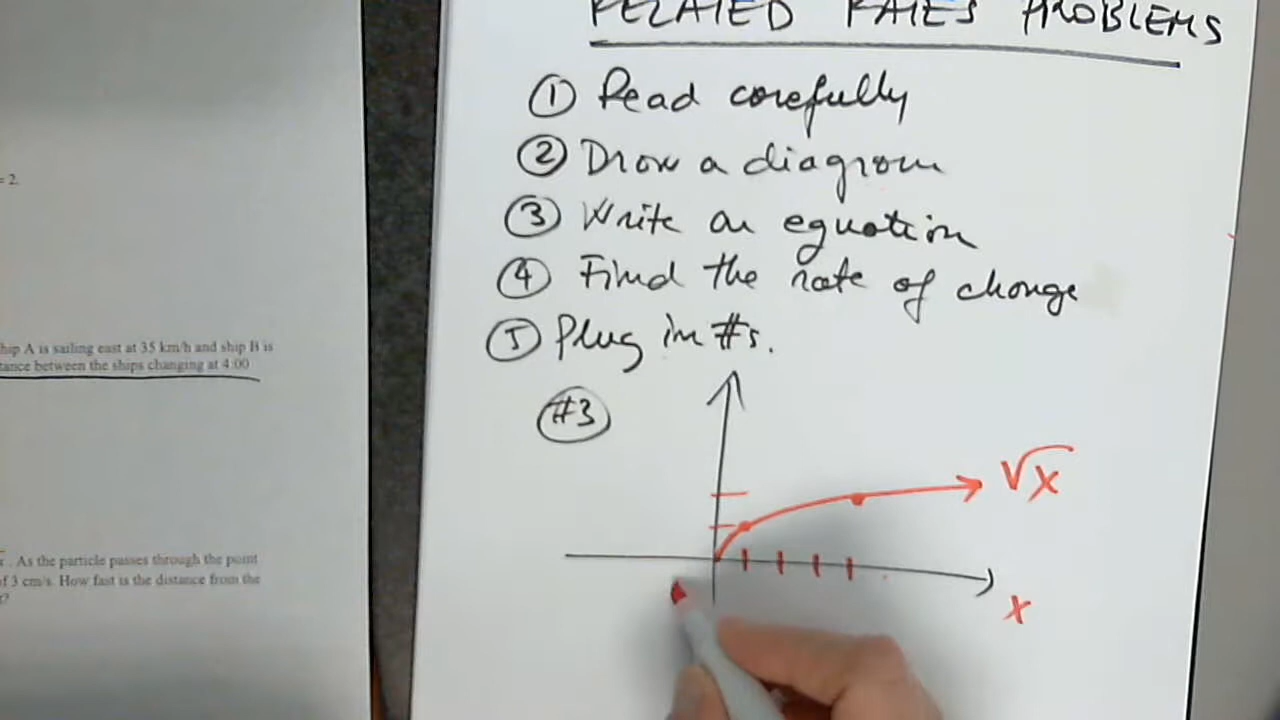 RELATED RATES PROBLEMS
① Read carefully
② Draw a diagram
③ Write an equation
④ Find the rate of change
⑤ Plug in #s.
#3
√x
x
= 2.
hip A is sailing east at 35 km/h and ship B is
tance between the ships changing at 4:00
. As the particle passes through the point
of 3 cm/s. How fast is the distance from the
t?